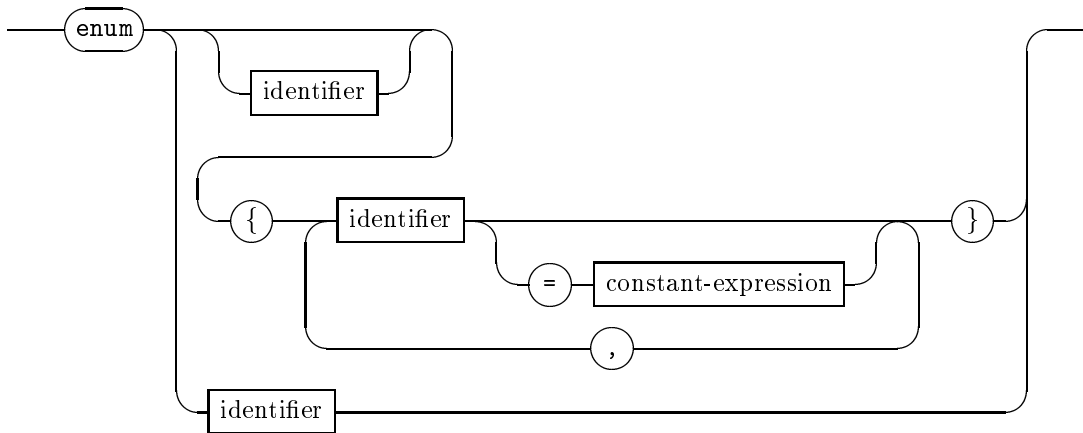 enum
identifier
{ identifier }
= constant-expression
,
identifier